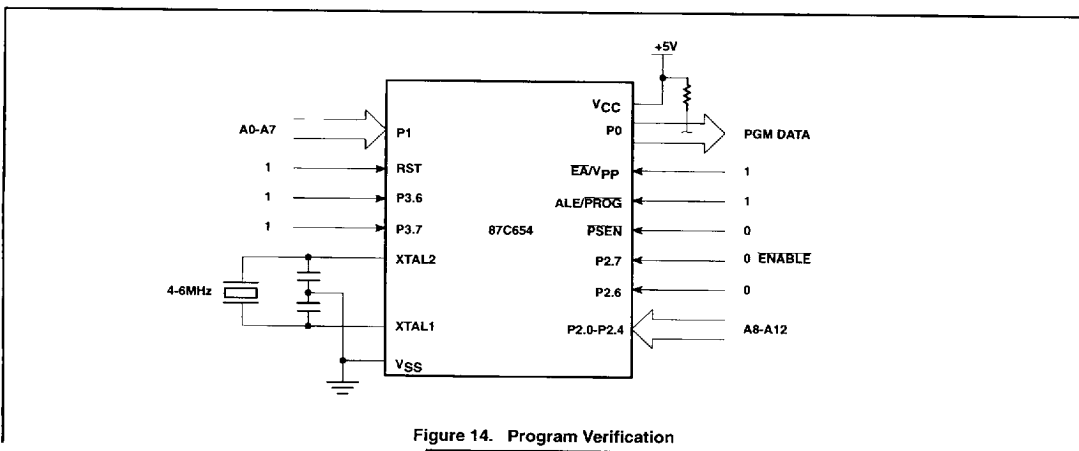 +5V
VCC
A0-A7
P1
P0
PGM DATA
1
RST
EA/VPP
1
1
P3.6
ALE/PROG
1
1
P3.7
87C654
PSEN
0
XTAL2
P2.7
0 ENABLE
4-6MHz
P2.6
0
XTAL1
P2.0-P2.4
A8-A12
VSS
Figure 14. Program Verification